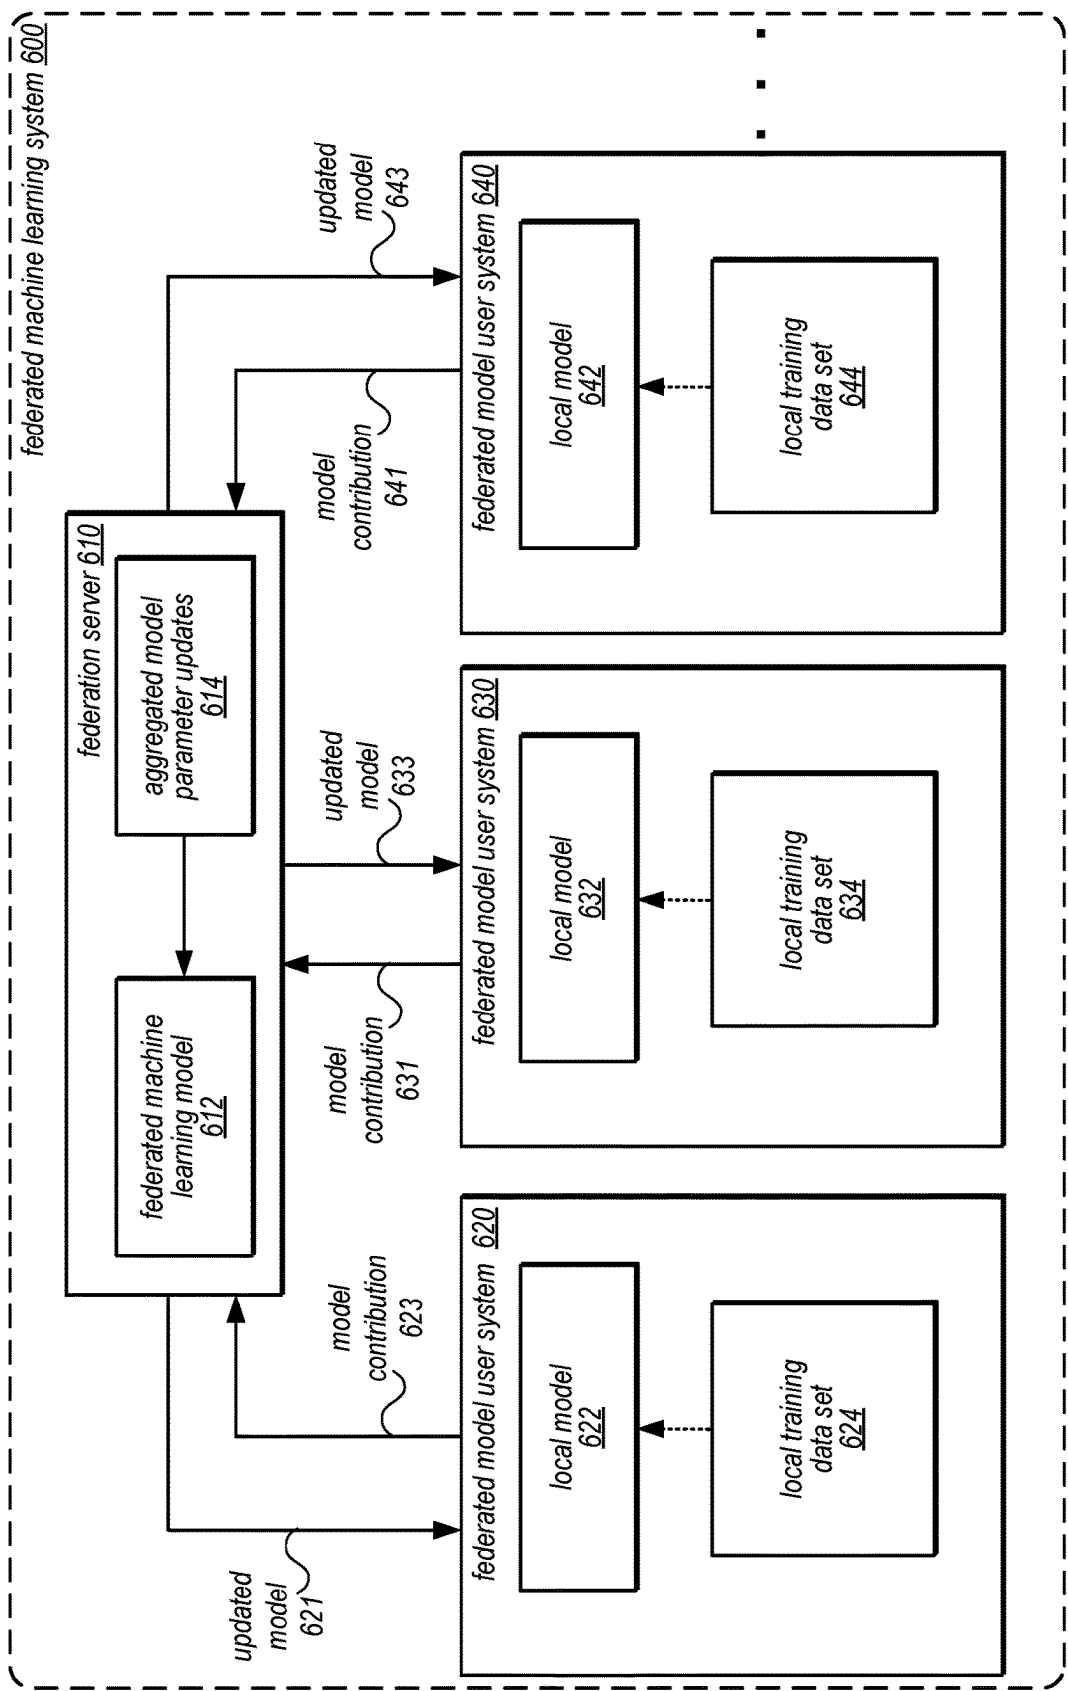 federated machine learning system 600
federation server 610
federated machine
learning model
612
aggregated model
parameter updates
614
updated
model
621
model
contribution
623
model
contribution
631
updated
model
633
model
contribution
641
updated
model
643
federated model user system 620
local model
622
local training
data set
624
federated model user system 630
local model
632
local training
data set
634
federated model user system 640
local model
642
local training
data set
644